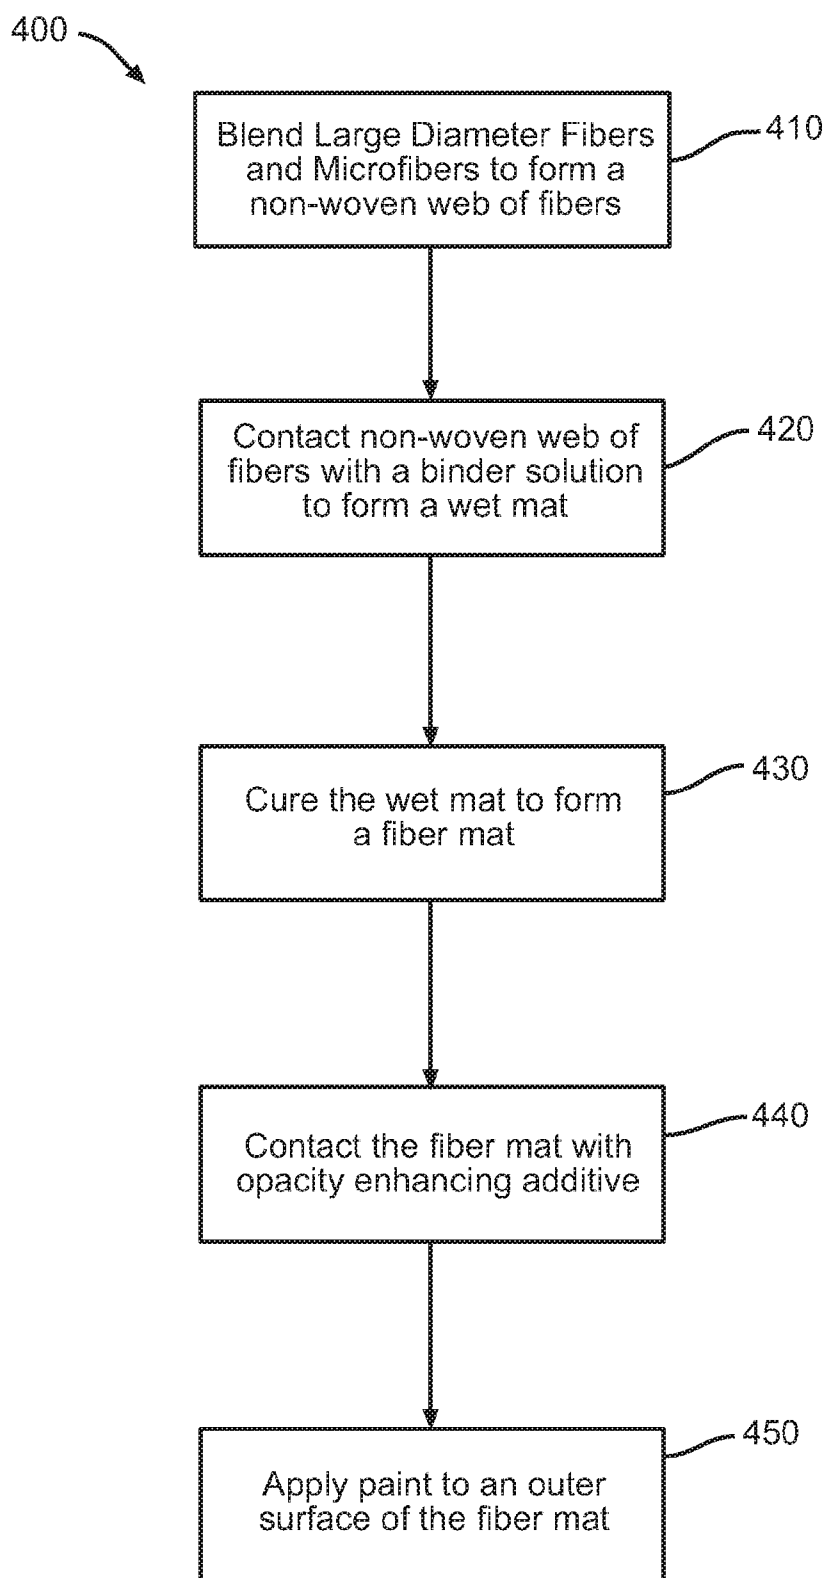 400
Blend Large Diameter Fibers
and Microfibers to form a
non-woven web of fibers
410
Contact non-woven web of
fibers with a binder solution
to form a wet mat
420
Cure the wet mat to form
a fiber mat
430
Contact the fiber mat with
opacity enhancing additive
440
Apply paint to an outer
surface of the fiber mat
450